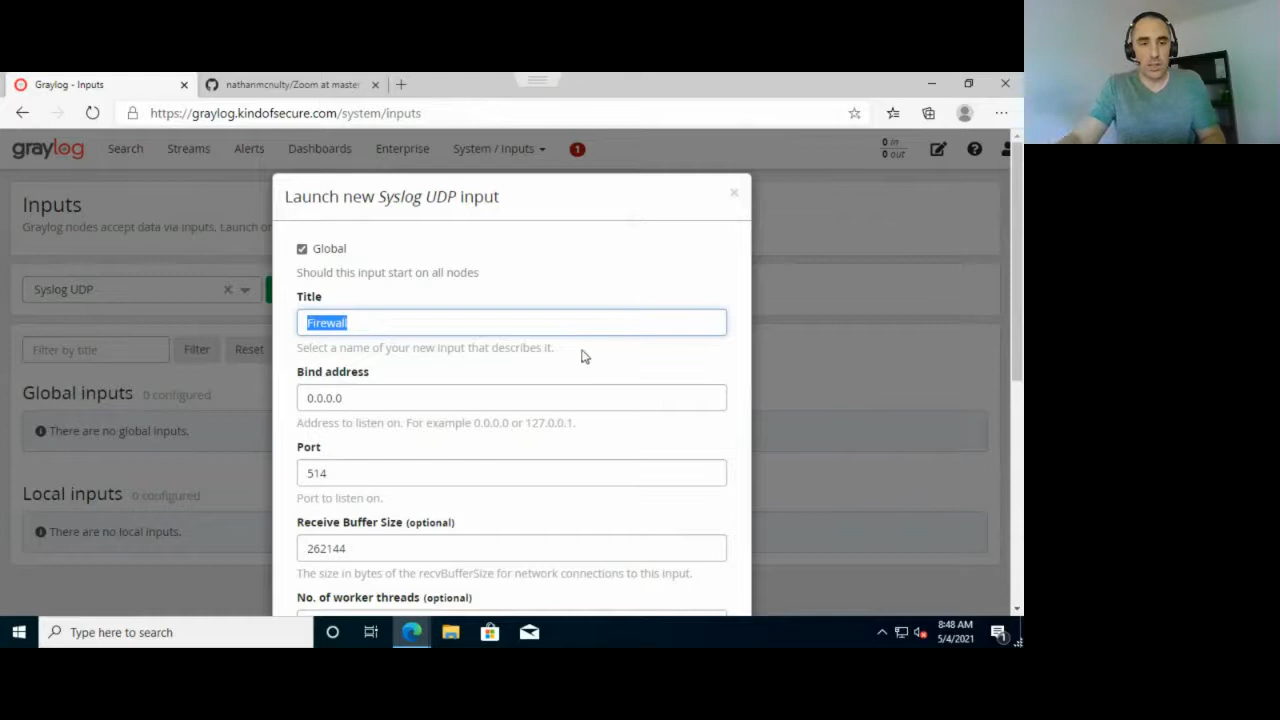 Graylog - Inputs
nathanmcnulty/Zoom at master
https://graylog.kindofsecure.com/system/inputs
graylog Search Streams Alerts Dashboards Enterprise System / Inputs 1
0 in
0 out
Launch new Syslog UDP input
Inputs
Graylog nodes accept data via inputs. Launch or
Global
Should this input start on all nodes
Syslog UDP
Title
Firewall
Select a name of your new input that describes it.
Filter by title Filter Reset
Bind address
0.0.0.0
Address to listen on. For example 0.0.0.0 or 127.0.0.1.
Global inputs 0 configured
There are no global inputs.
Port
514
Port to listen on.
Local inputs 0 configured
There are no local inputs.
Receive Buffer Size (optional)
262144
The size in bytes of the recvBufferSize for network connections to this input.
No. of worker threads (optional)
Type here to search
8:48 AM
5/4/2021
1